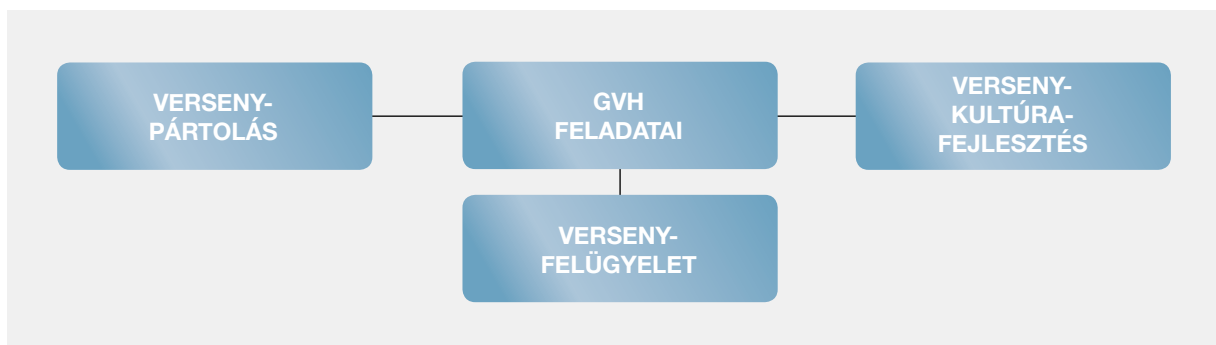 VERSENY-
PÁRTOLÁS
GVH
FELADATAI
VERSENY-
KULTÚRA-
FEJLESZTÉS
VERSENY-
FELÜGYELET